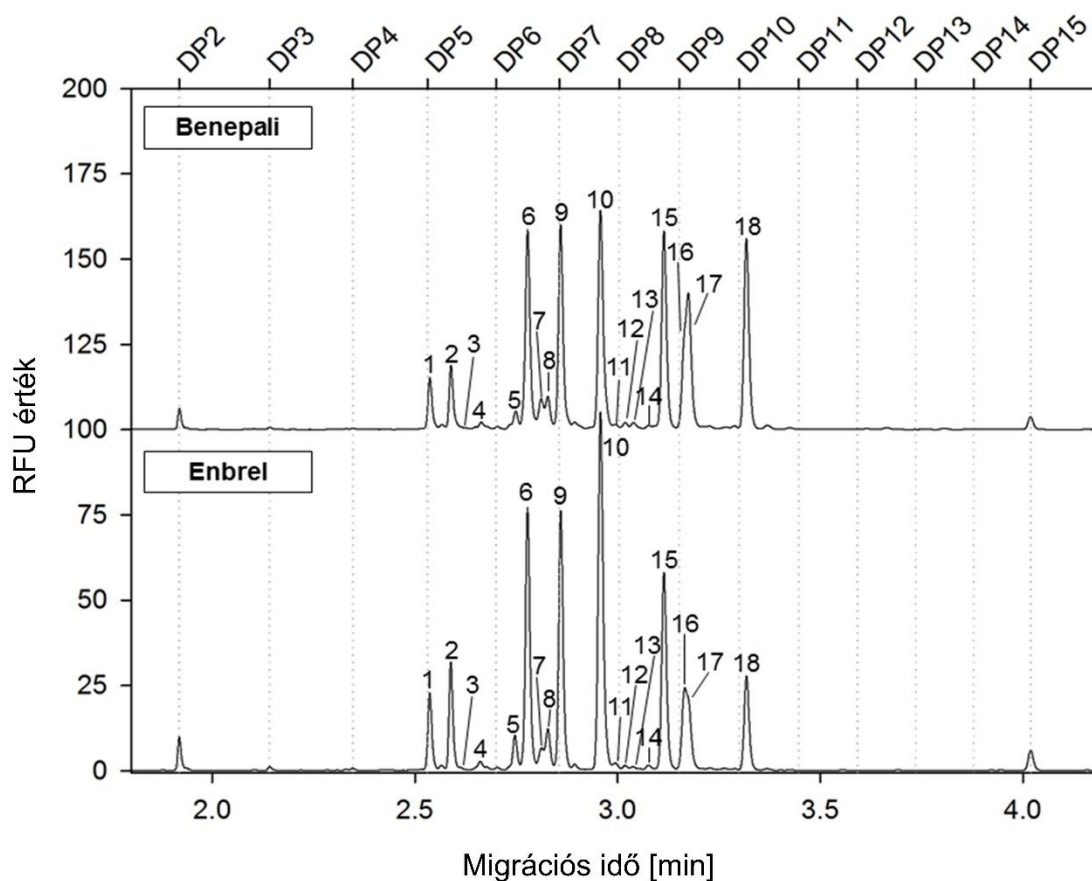 DP2 DP3 DP4 DP5 DP6 DP7 DP8 DP9 DP10 DP11 DP12 DP13 DP14 DP15
200
Benepali
175
150
125
100
1 2 3 4 5 6 7 8 9 10 11 12 13 14 15 16 17 18
RFU érték
Enbrel
75
50
25
0
1 2 3 4 5 6 7 8 9 10 11 12 13 14 15 16 17 18
2.0 2.5 3.0 3.5 4.0
Migrációs idő [min]